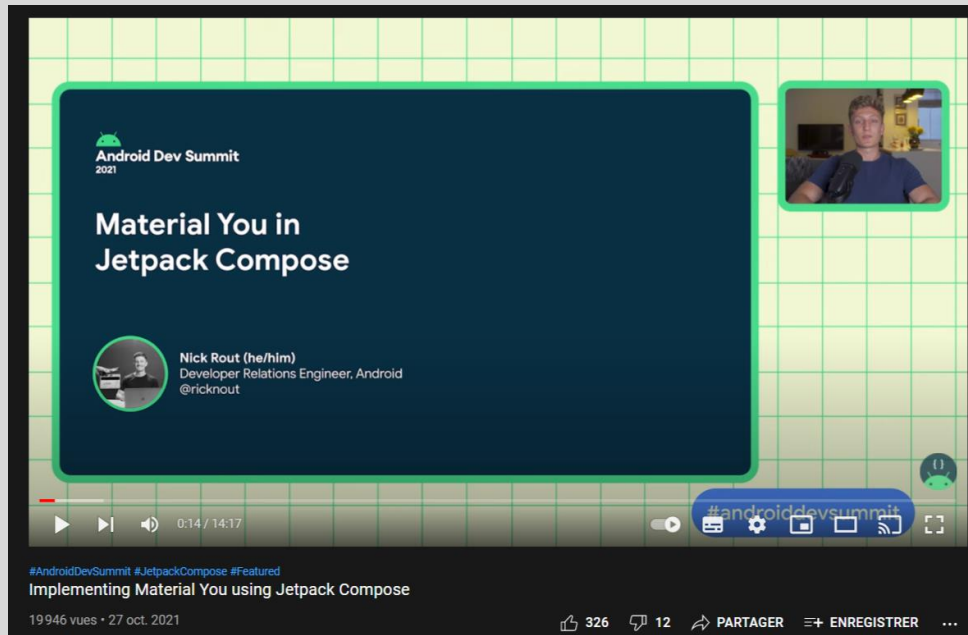 Android Dev Summit
2021
Material You in
Jetpack Compose
Nick Rout (he/him)
Developer Relations Engineer, Android
@ricknout
{ }
#androiddevsummit
0:14 / 14:17
#AndroidDevSummit #JetpackCompose #Featured
Implementing Material You using Jetpack Compose
19 946 vues • 27 oct. 2021
326
12
PARTAGER
ENREGISTRER